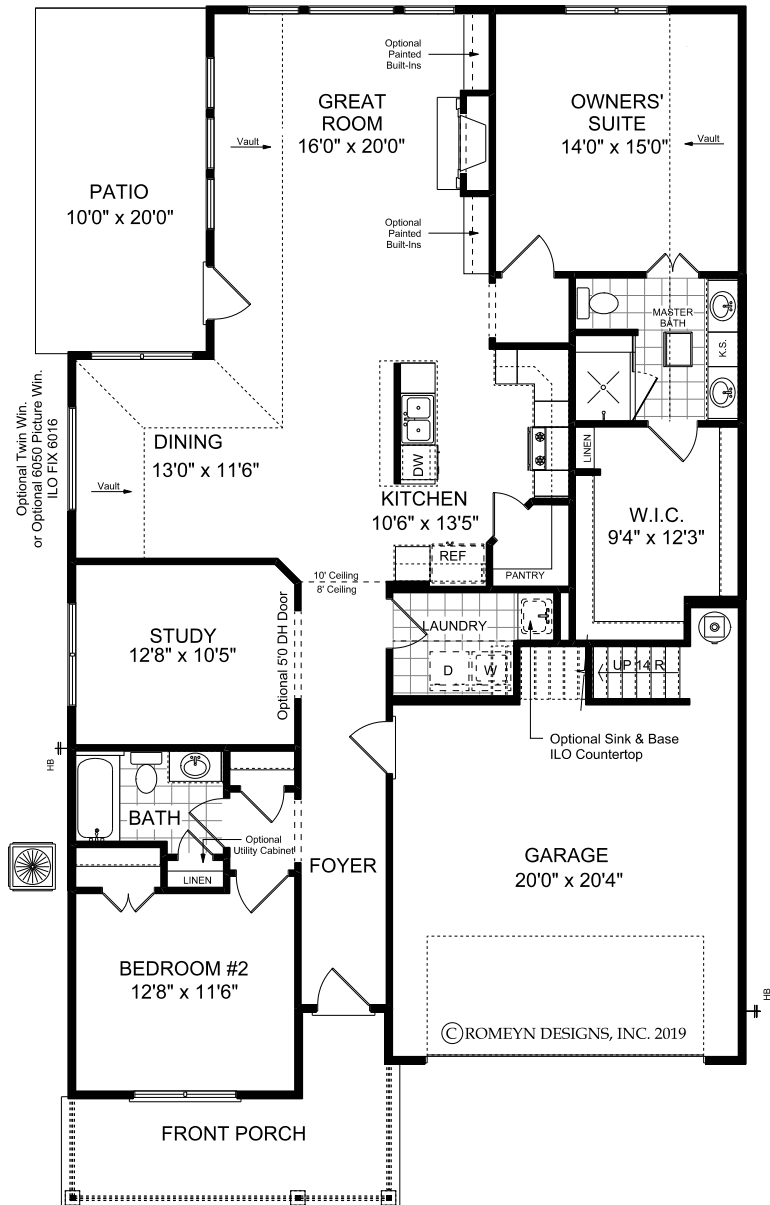 Optional
Painted
Built-Ins
GREAT
ROOM
16'0" x 20'0"
Vault
OWNERS'
SUITE
14'0" x 15'0"
Vault
PATIO
10'0" x 20'0"
Optional
Painted
Built-Ins
MASTER
BATH
K.S.
Optional Twin Win.
or Optional 6050 Picture Win.
ILO FIX 6016
DINING
13'0" x 11'6"
Vault
DW
KITCHEN
10'6" x 13'5"
LINEN
W.I.C.
9'4" x 12'3"
REF
PANTRY
10' Ceiling
8' Ceiling
STUDY
12'8" x 10'5"
Optional 5'0 DH Door
LAUNDRY
D
W
UP 14 R
Optional Sink & Base
ILO Countertop
HB
BATH
Optional
Utility Cabinet
LINEN
FOYER
GARAGE
20'0" x 20'4"
BEDROOM #2
12'8" x 11'6"
HB
© ROMEYN DESIGNS, INC. 2019
FRONT PORCH